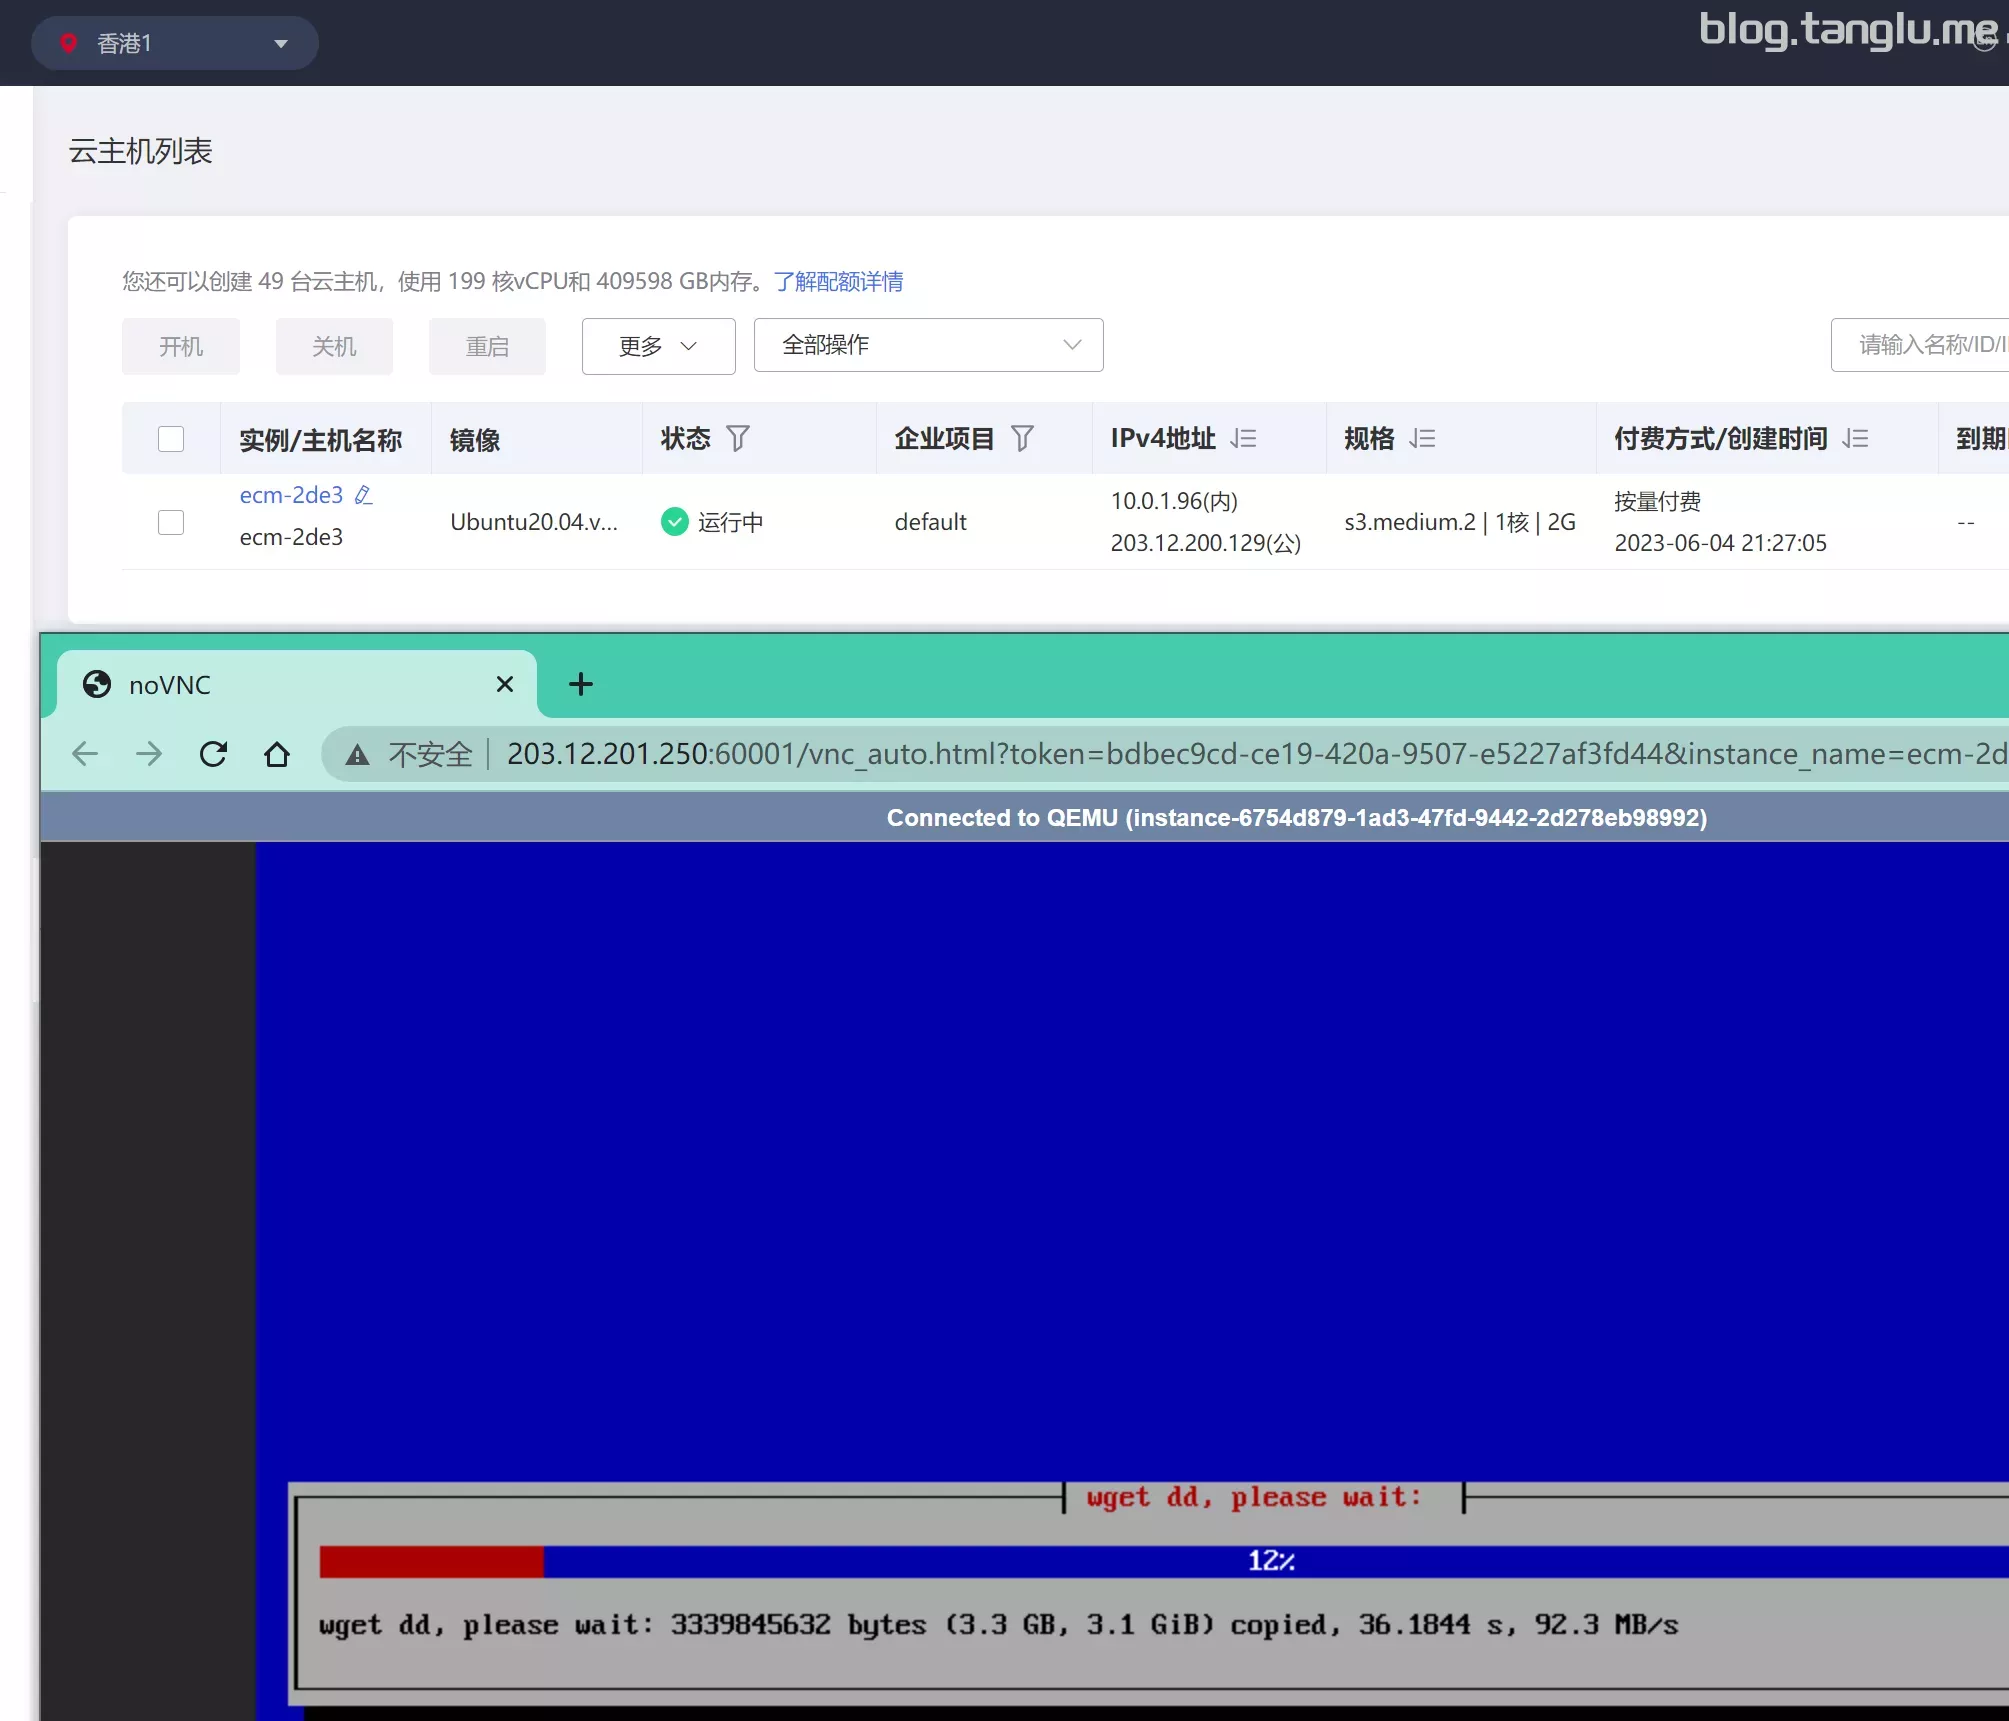 香港1
blog.tanglu.me
云主机列表
您还可以创建 49 台云主机，使用 199 核vCPU和 409598 GB内存。了解配额详情
开机 关机 重启 更多 全部操作 请输入名称/ID/I
实例/主机名称 镜像 状态 企业项目 IPv4地址 规格 付费方式/创建时间 到期
ecm-2de3
ecm-2de3
Ubuntu20.04.v...
运行中
default
10.0.1.96(内)
203.12.200.129(公)
s3.medium.2 | 1核 | 2G
按量付费
2023-06-04 21:27:05
--
noVNC
不安全 203.12.201.250:60001/vnc_auto.html?token=bdbec9cd-ce19-420a-9507-e5227af3fd44&instance_name=ecm-2d
Connected to QEMU (instance-6754d879-1ad3-47fd-9442-2d278eb98992)
wget dd, please wait:
12%
wget dd, please wait: 3339845632 bytes (3.3 GB, 3.1 GiB) copied, 36.1844 s, 92.3 MB/s